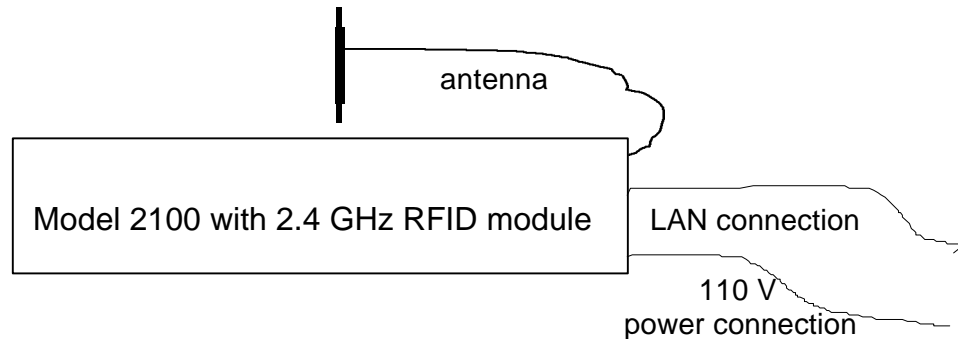 antenna
Model 2100 with 2.4 GHz RFID module
LAN connection
110 V
power connection